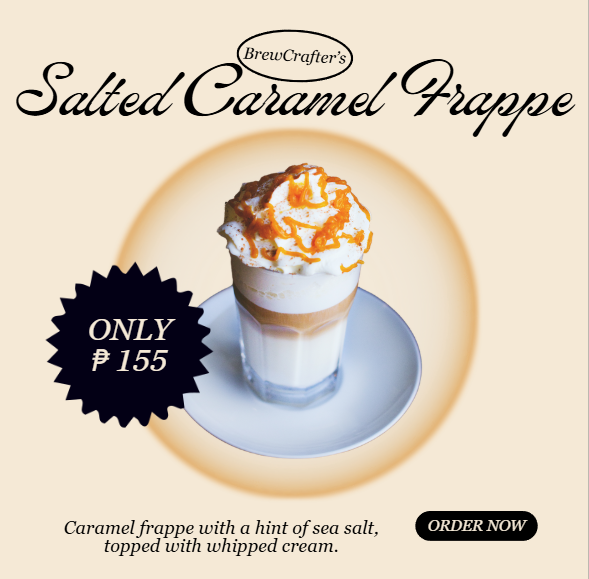 BrewCrafter's
Salted Caramel Frappe
ONLY
₱ 155
Caramel frappe with a hint of sea salt,
topped with whipped cream.
ORDER NOW